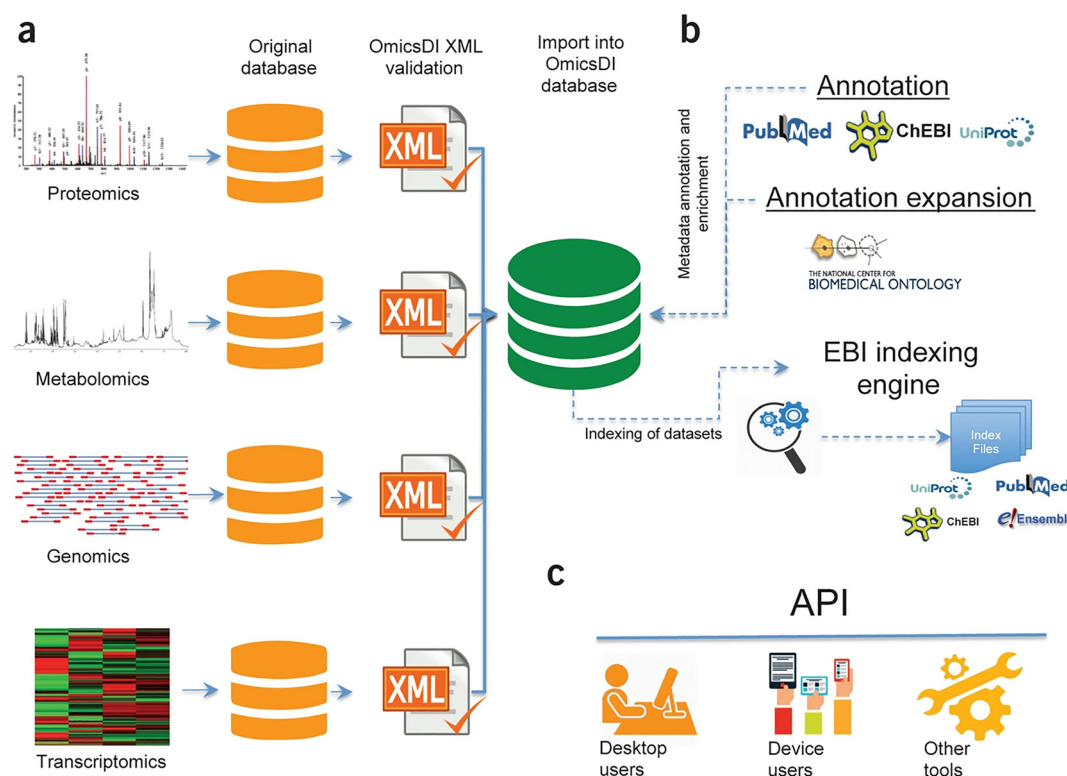 a
Original
database
OmicsDI XML
validation
Import into
OmicsDI
database
Proteomics
XML
Metabolomics
XML
Genomics
XML
Transcriptomics
XML
b
Annotation
PubMed
ChEBI
UniProt
Metadata annotation and
enrichment
Annotation expansion
THE NATIONAL CENTER FOR
BIOMEDICAL ONTOLOGY
EBI indexing
engine
Indexing of datasets
Index
Files
UniProt
PubMed
ChEBI
e!Ensembl
c
API
Desktop
users
Device
users
Other
tools